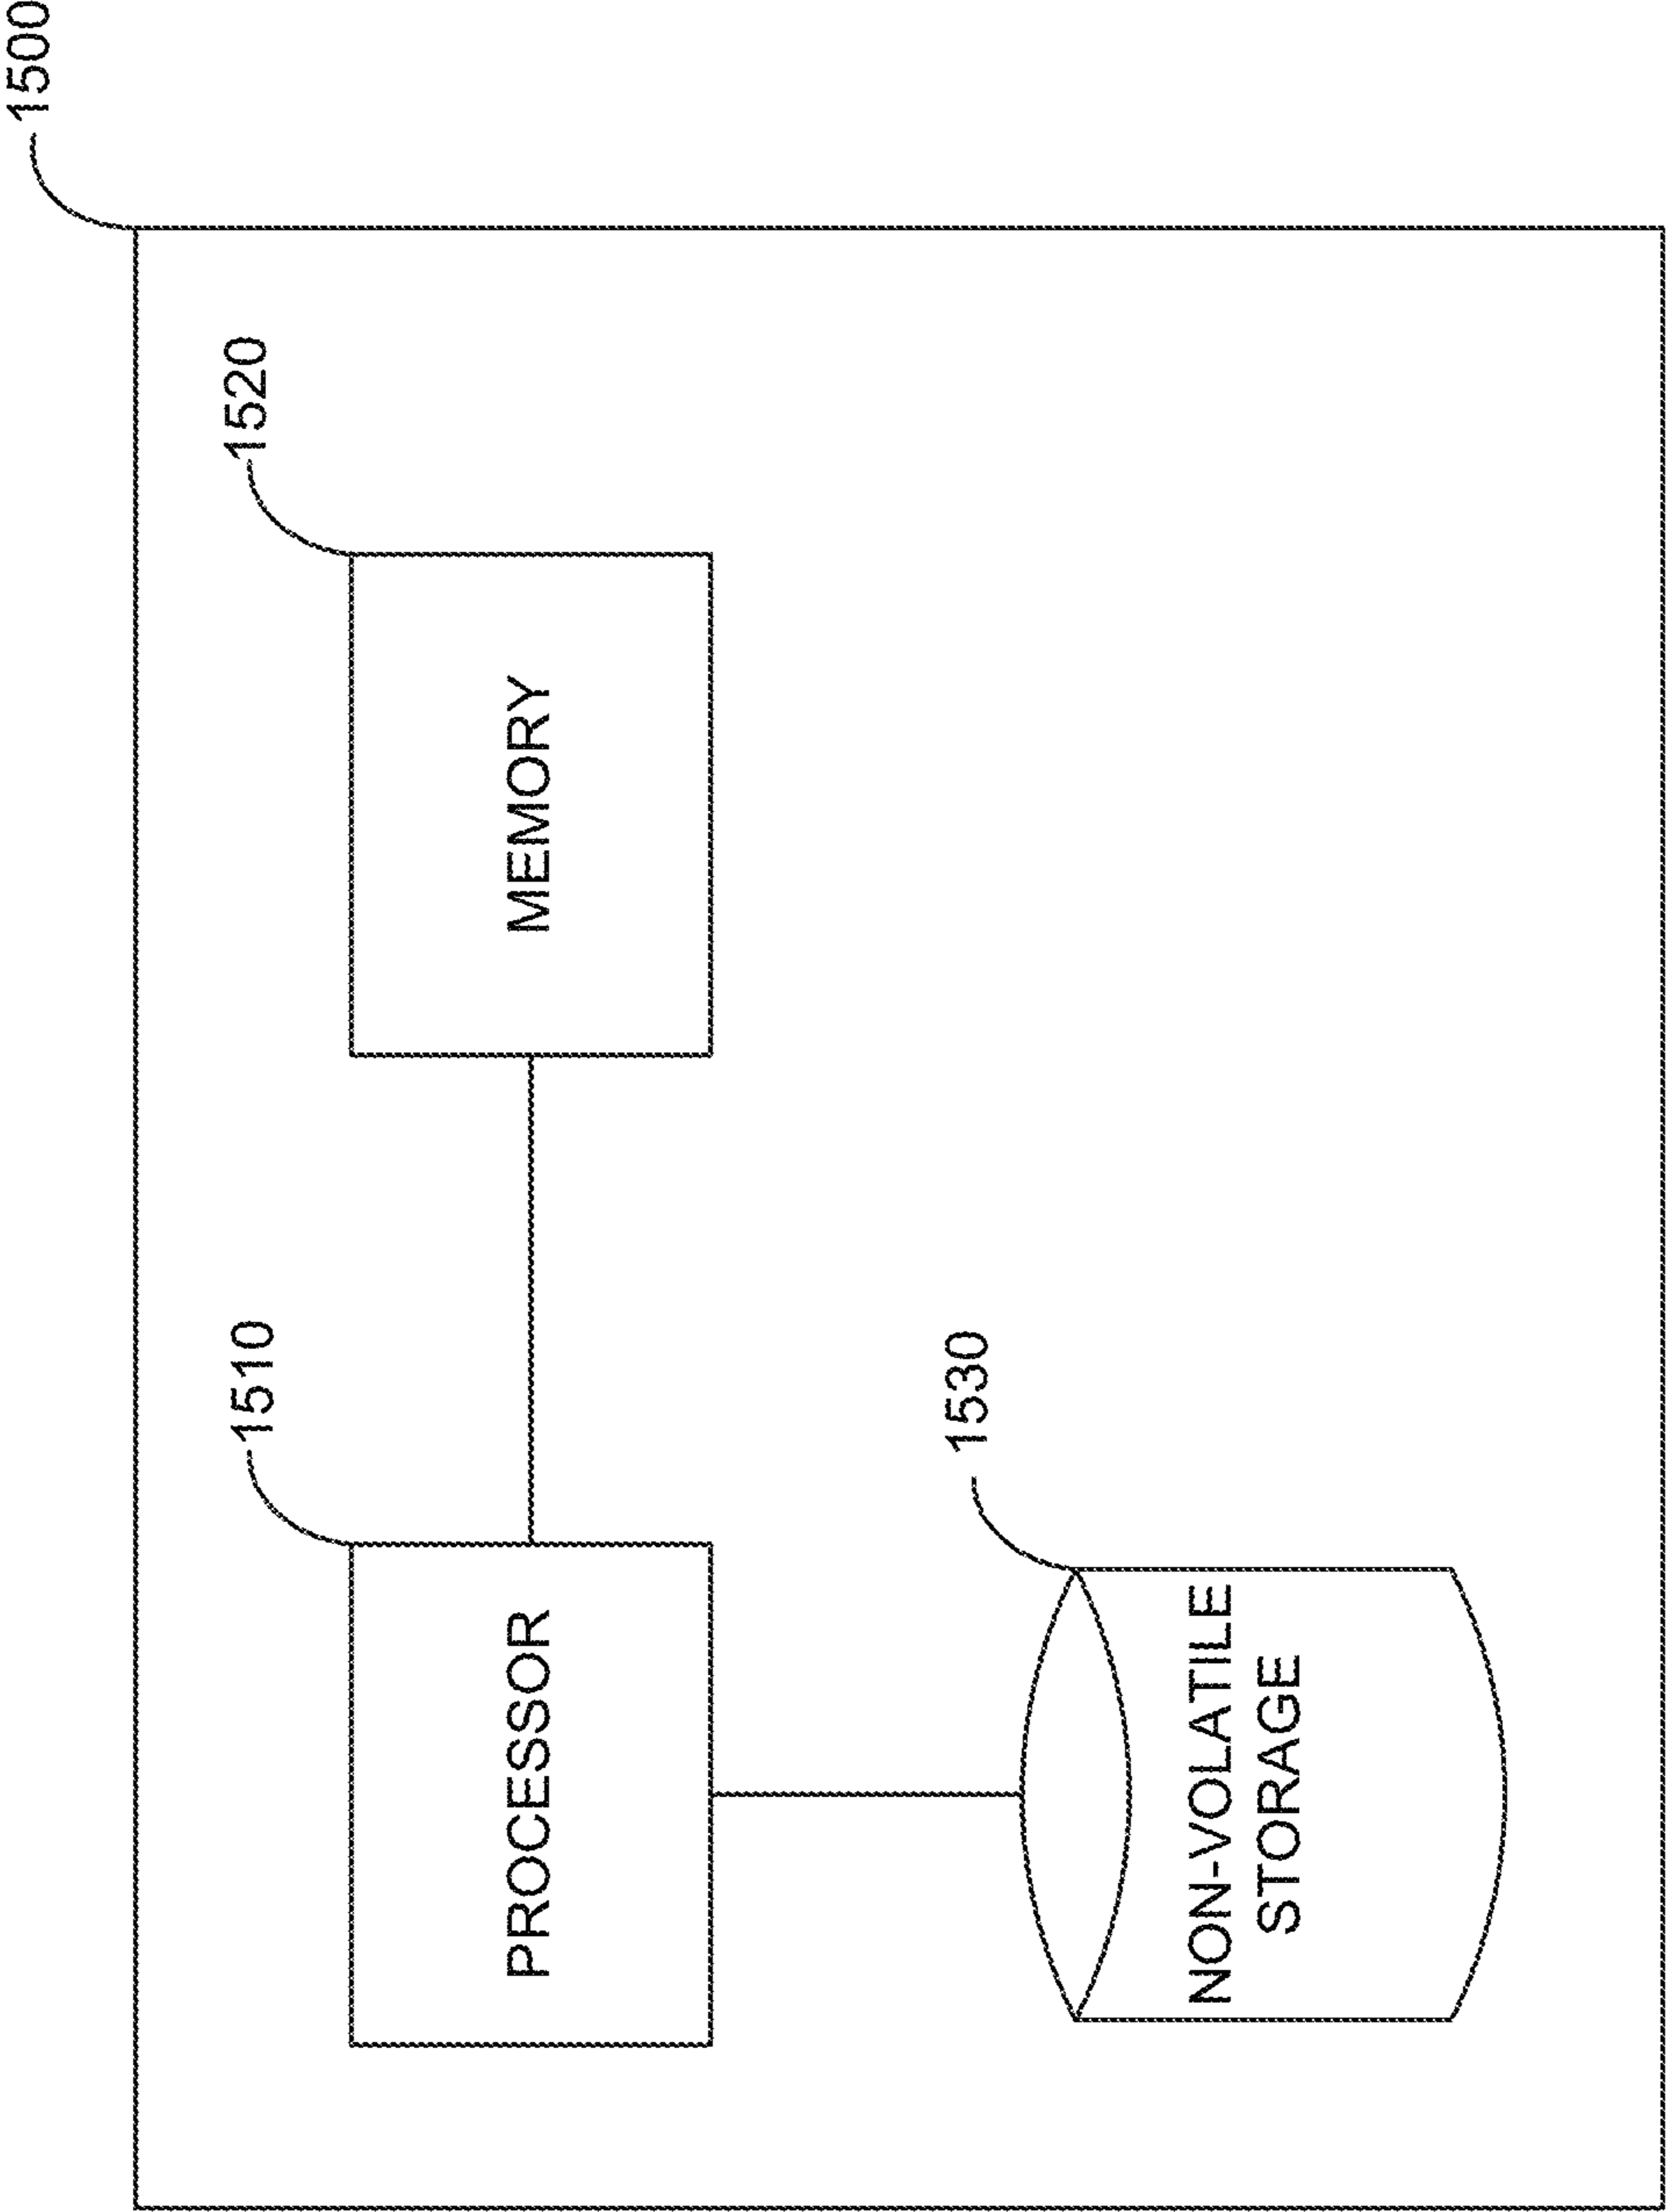 1500
1510
1520
PROCESSOR
MEMORY
1530
NON-VOLATILE
STORAGE